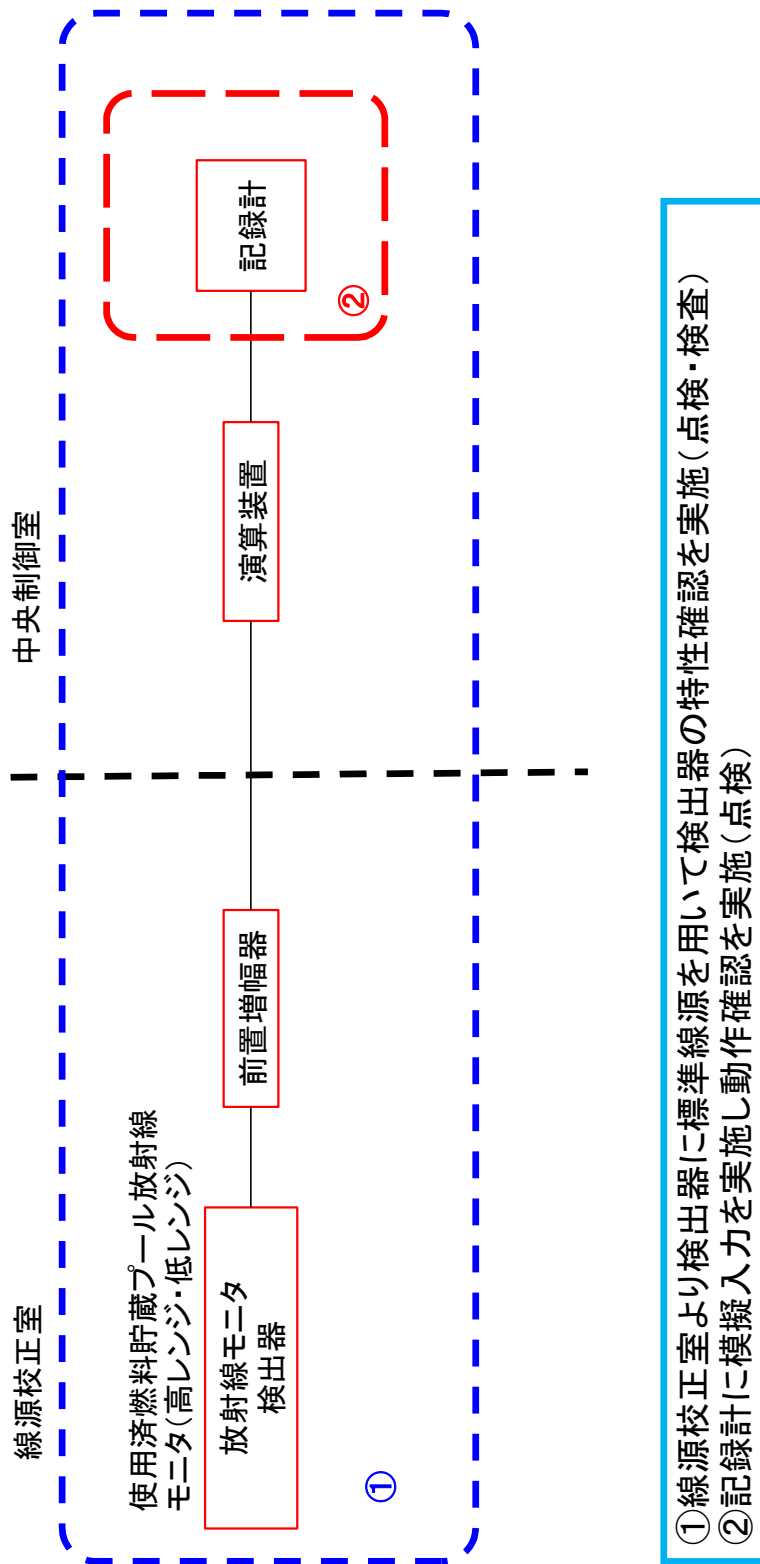 線源校正室
中央制御室
使用済燃料貯蔵プール放射線
モニタ(高レンジ・低レンジ)
放射線モニタ
検出器
前置増幅器
演算装置
記録計
①
②
①線源校正室より検出器に標準線源を用いて検出器の特性確認を実施(点検・検査)
②記録計に模擬入力を実施し動作確認を実施(点検)